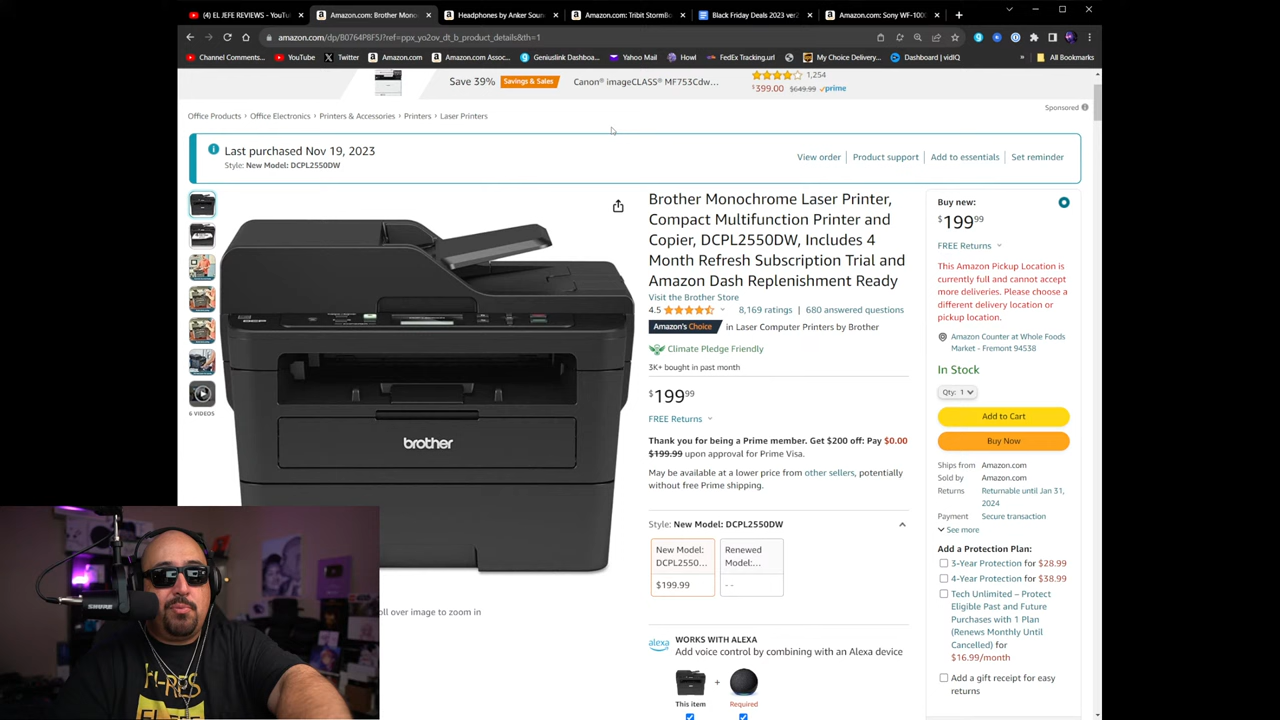 (4) EL JEFE REVIEWS - YouT
Amazon.com: Brother Mono
Headphones by Anker Soun
Amazon.com: Tribit StormBo
Black Friday Deals 2023 ver2
Amazon.com: Sony WF-100
amazon.com/dp/B0764P8F5J?ref=ppx_yo2ov_dt_b_product_details&th=1
Channel Comments...
YouTube
Twitter
Amazon.com
Amazon.com Assoc...
Geniuslink Dashboa...
Yahoo Mail
Howl
FedEx Tracking.url
My Choice Delivery...
Dashboard | vidIQ
»
All Bookmarks
Save 39% Savings & Sales Canon® imageCLASS® MF753Cdw...
1,254
$399.00 $649.99 prime
Sponsored
Office Products › Office Electronics › Printers & Accessories › Printers › Laser Printers
Last purchased Nov 19, 2023
Style: New Model: DCPL2550DW
View order | Product support | Add to essentials | Set reminder
6 VIDEOS
brother
oll over image to zoom in
Brother Monochrome Laser Printer,
Compact Multifunction Printer and
Copier, DCPL2550DW, Includes 4
Month Refresh Subscription Trial and
Amazon Dash Replenishment Ready
Visit the Brother Store
4.5 8,169 ratings | 680 answered questions
Amazon's Choice in Laser Computer Printers by Brother
Climate Pledge Friendly
3K+ bought in past month
$199 99
FREE Returns
Thank you for being a Prime member. Get $200 off: Pay $0.00
$199.99 upon approval for Prime Visa.
May be available at a lower price from other sellers, potentially
without free Prime shipping.
Style: New Model: DCPL2550DW
New Model:
DCPL2550...
$199.99
Renewed
Model:...
- -
alexa
WORKS WITH ALEXA
Add voice control by combining with an Alexa device
+
This item
Required
Buy new:
$199 99
FREE Returns
This Amazon Pickup Location is
currently full and cannot accept
more deliveries. Please choose a
different delivery location or
pickup location.
Amazon Counter at Whole Foods
Market - Fremont 94538
In Stock
Qty: 1
Add to Cart
Buy Now
Ships from Amazon.com
Sold by Amazon.com
Returns Returnable until Jan 31,
2024
Payment Secure transaction
See more
Add a Protection Plan:
3-Year Protection for $28.99
4-Year Protection for $38.99
Tech Unlimited – Protect
Eligible Past and Future
Purchases with 1 Plan
(Renews Monthly Until
Cancelled) for
$16.99/month
Add a gift receipt for easy
returns
SHURE
HI-RES
EL JEFE